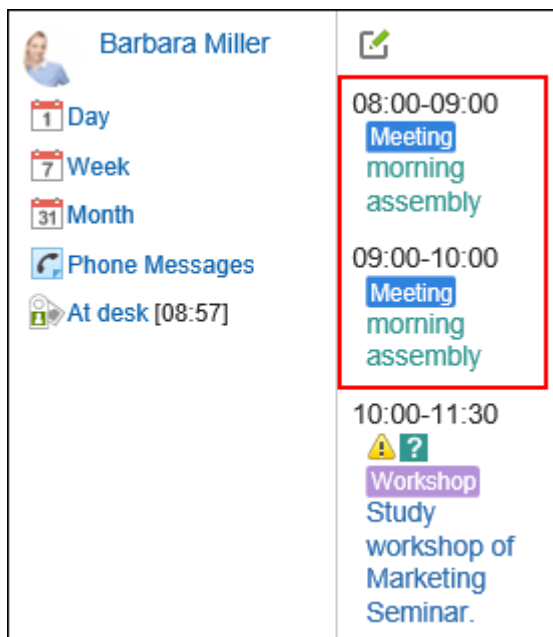 Barbara Miller
1 Day
7 Week
31 Month
Phone Messages
At desk [08:57]
08:00-09:00
Meeting
morning
assembly
09:00-10:00
Meeting
morning
assembly
10:00-11:30
?
Workshop
Study
workshop of
Marketing
Seminar.